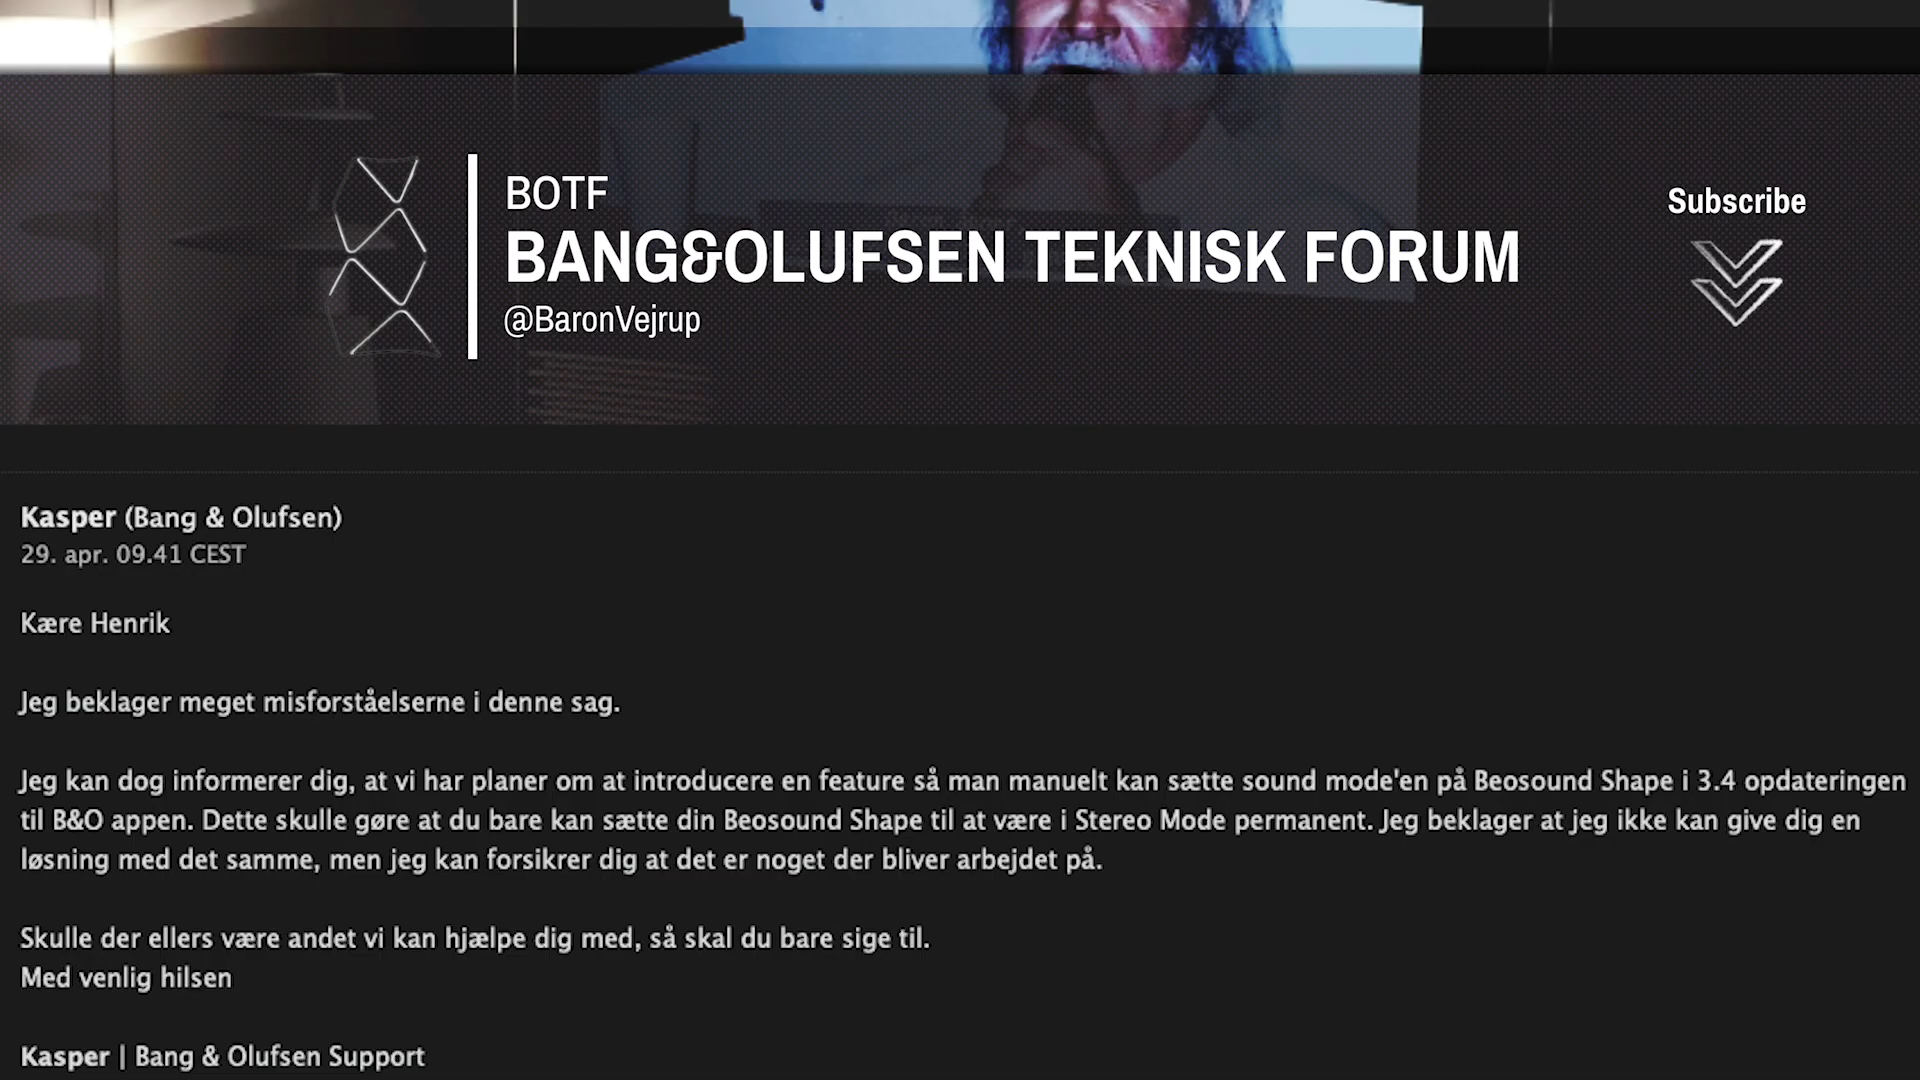 BOTF
BANG&OLUFSEN TEKNISK FORUM
@BaronVejrup
Subscribe
Kasper (Bang & Olufsen)
29. apr. 09.41 CEST
Kære Henrik
Jeg beklager meget misforståelserne i denne sag.
Jeg kan dog informerer dig, at vi har planer om at introducere en feature så man manuelt kan sætte sound mode'en på Beosound Shape i 3.4 opdateringen
til B&O appen. Dette skulle gøre at du bare kan sætte din Beosound Shape til at være i Stereo Mode permanent. Jeg beklager at jeg ikke kan give dig en
løsning med det samme, men jeg kan forsikrer dig at det er noget der bliver arbejdet på.
Skulle der ellers være andet vi kan hjælpe dig med, så skal du bare sige til.
Med venlig hilsen
Kasper | Bang & Olufsen Support